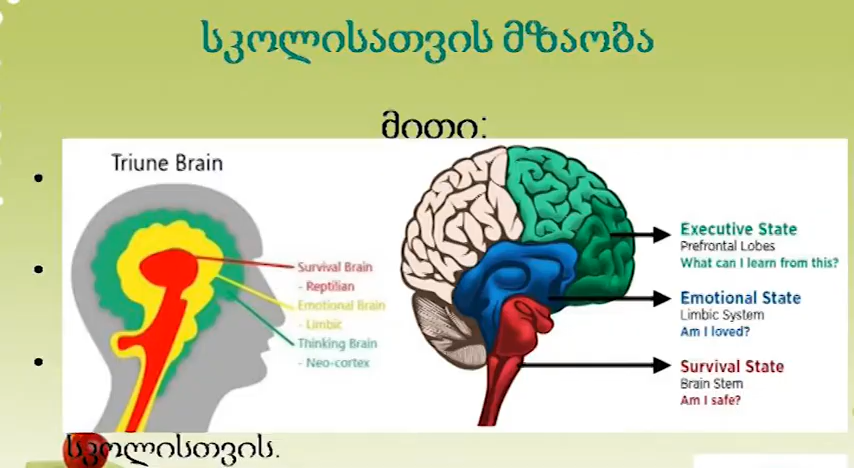 სკოლისათვის მზაობა
მითი:
Triune Brain
Survival Brain
- Reptilian
Emotional Brain
- Limbic
Thinking Brain
- Neo-cortex
Executive State
Prefrontal Lobes
What can I learn from this?
Emotional State
Limbic System
Am I loved?
Survival State
Brain Stem
Am I safe?
სკოლისთვის.